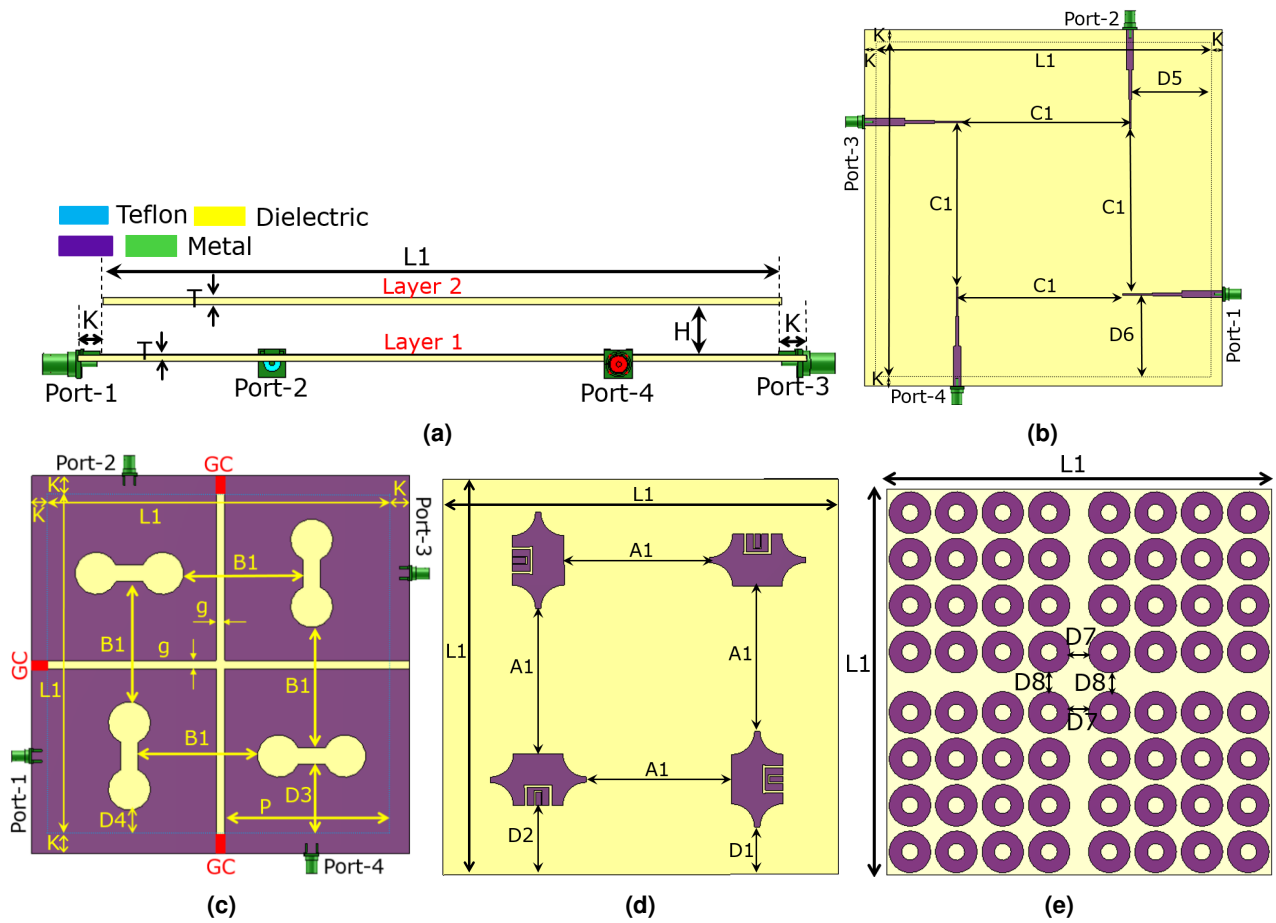 Teflon Dielectric
Metal
L1
Layer 2
T
K
H
K
T
Layer 1
Port-1
Port-2
Port-4
Port-3
(a)
Port-2
K
K
L1
K
D5
C1
Port-3
C1
C1
C1
Port-1
D6
K
Port-4
(b)
Port-2
GC
K
K
L1
K
Port-3
B1
g
B1
g
GC
L1
B1
B1
Port-1
D3
P
D4
K
GC
Port-4
(c)
L1
A1
L1
A1
A1
A1
D2
D1
(d)
L1
D7
L1
D8
D8
D7
(e)